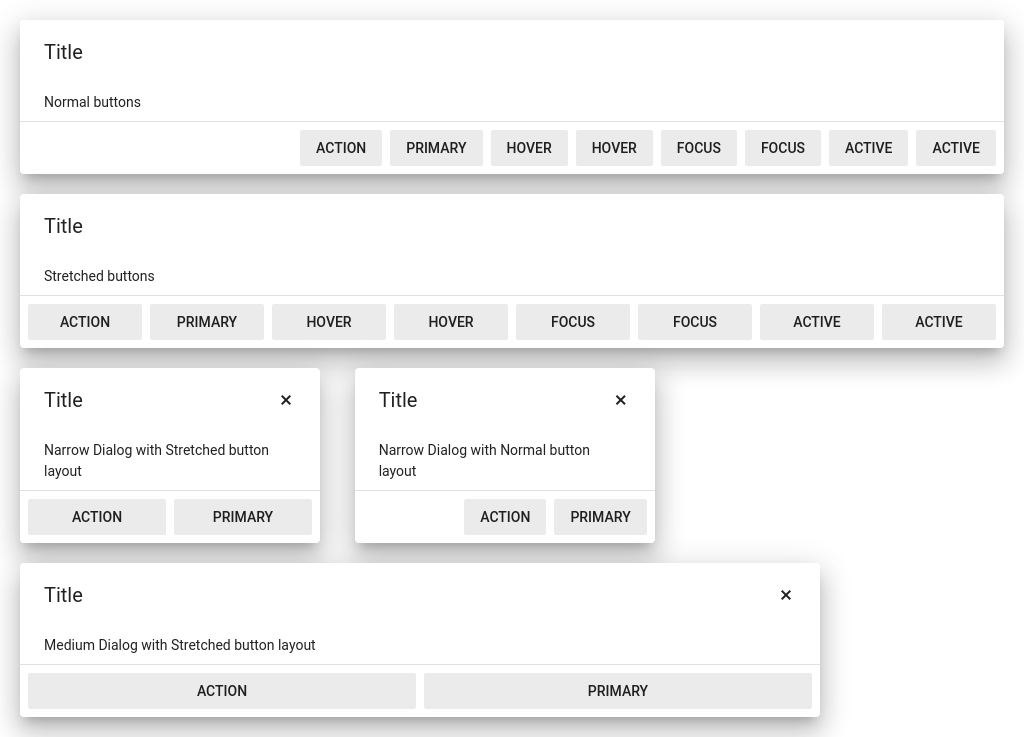 Title
Normal buttons
ACTION PRIMARY HOVER HOVER FOCUS FOCUS ACTIVE ACTIVE
Title
Stretched buttons
ACTION PRIMARY HOVER HOVER FOCUS FOCUS ACTIVE ACTIVE
Title
Narrow Dialog with Stretched button
layout
ACTION PRIMARY
Title
Narrow Dialog with Normal button
layout
ACTION PRIMARY
Title
Medium Dialog with Stretched button layout
ACTION PRIMARY